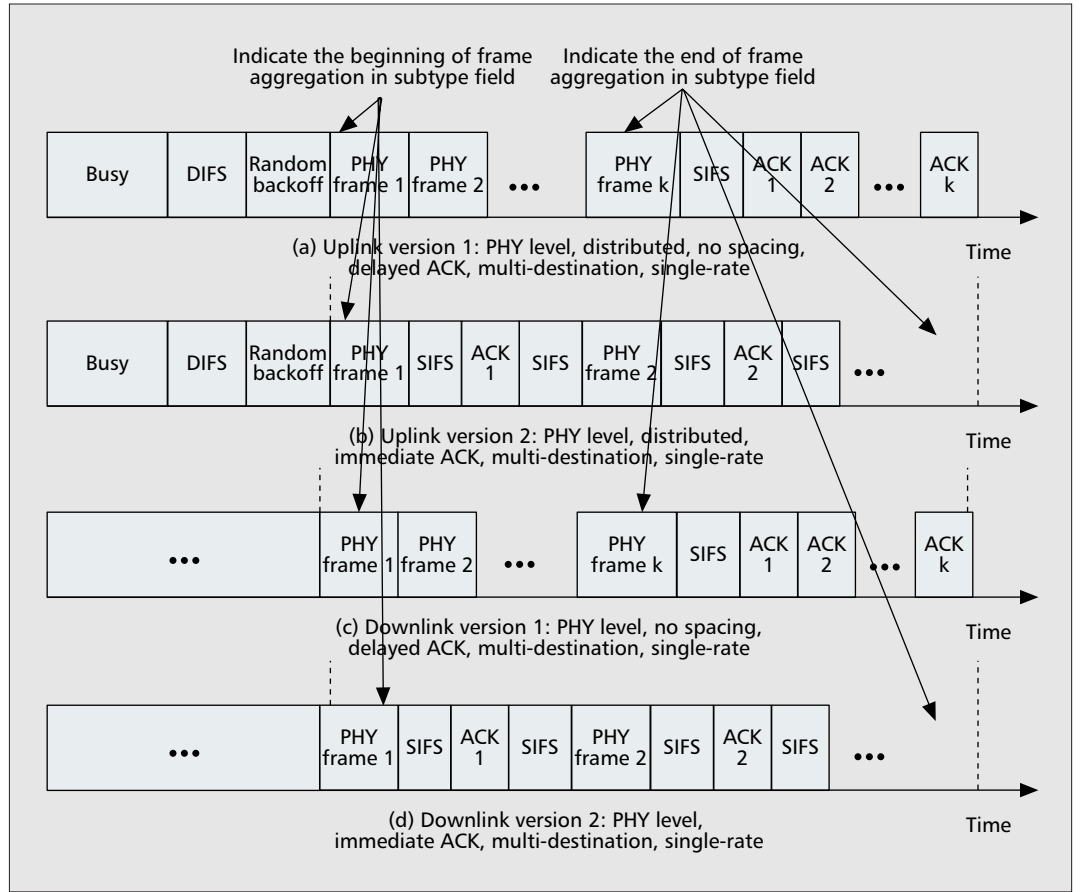 Indicate the beginning of frame
aggregation in subtype field
Indicate the end of frame
aggregation in subtype field
Busy
DIFS
Random
backoff
PHY
frame 1
PHY
frame 2
•••
PHY
frame k
SIFS
ACK
1
ACK
2
•••
ACK
k
(a) Uplink version 1: PHY level, distributed, no spacing,
delayed ACK, multi-destination, single-rate
Time
Busy
DIFS
Random
backoff
PHY
frame 1
SIFS
ACK
1
SIFS
PHY
frame 2
SIFS
ACK
2
SIFS
•••
(b) Uplink version 2: PHY level, distributed,
immediate ACK, multi-destination, single-rate
Time
•••
PHY
frame 1
PHY
frame 2
•••
PHY
frame k
SIFS
ACK
1
ACK
2
•••
ACK
k
(c) Downlink version 1: PHY level, no spacing,
delayed ACK, multi-destination, single-rate
Time
•••
PHY
frame 1
SIFS
ACK
1
SIFS
PHY
frame 2
SIFS
ACK
2
SIFS
•••
(d) Downlink version 2: PHY level,
immediate ACK, multi-destination, single-rate
Time